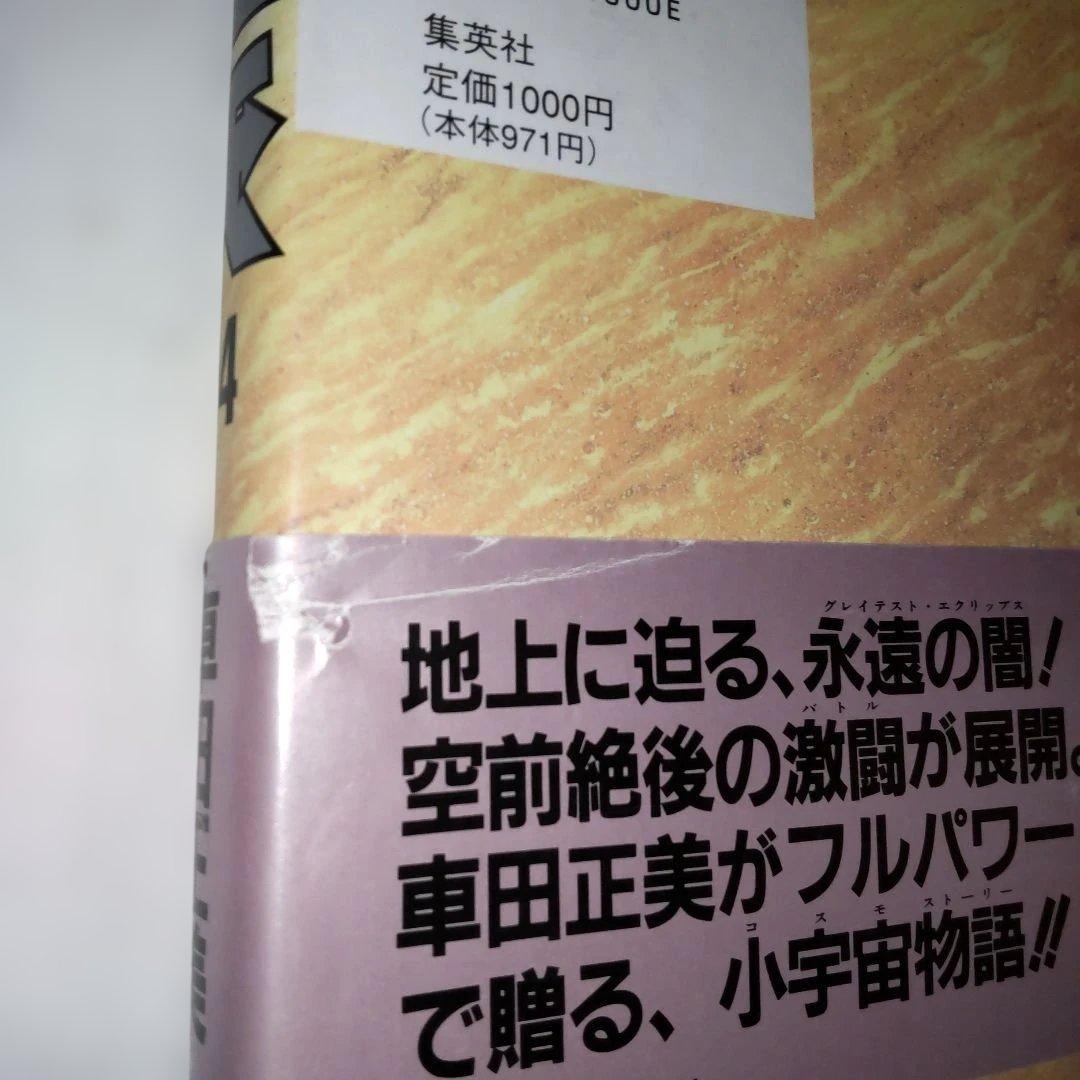 集英社
定価1000円
（本体971円）
4
グレイテスト・エクリップス
地上に迫る、永遠の闇！
バトル
空前絶後の激闘が展開。
車田正美がフルパワー
コスモストーリー
で贈る、小宇宙物語!!